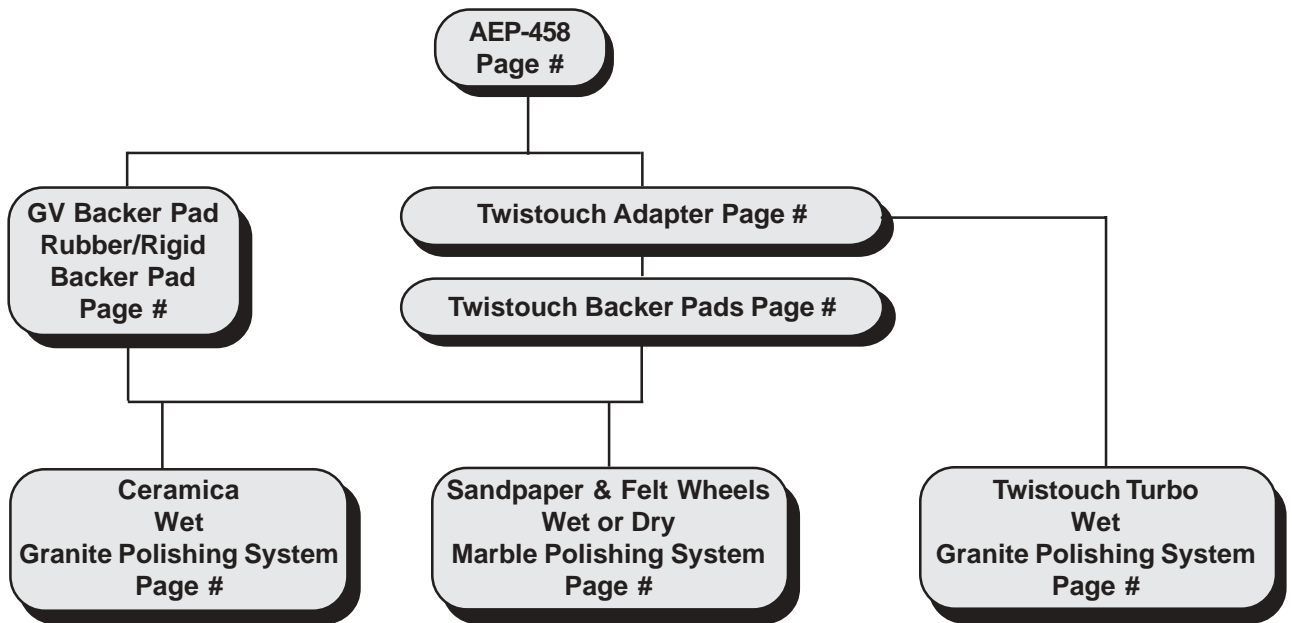 AEP-458
Page #
GV Backer Pad
Rubber/Rigid
Backer Pad
Page #
Twistouch Adapter Page #
Twistouch Backer Pads Page #
Ceramica
Wet
Granite Polishing System
Page #
Sandpaper & Felt Wheels
Wet or Dry
Marble Polishing System
Page #
Twistouch Turbo
Wet
Granite Polishing System
Page #